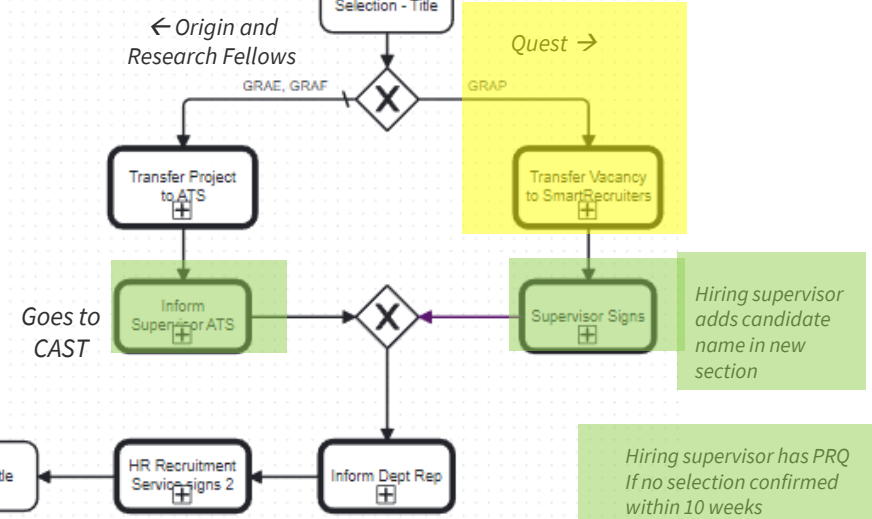 Selection - Title
← Origin and
Research Fellows
Quest →
GRAE, GRAF
X
GRAP
Transfer Project
to ATS
Transfer Vacancy
to SmartRecruiters
Goes to
CAST
Inform
Supervisor ATS
X
Supervisor Signs
Hiring supervisor
adds candidate
name in new
section
HR Recruitment
Service signs 2
Inform Dept Rep
Hiring supervisor has PRQ
If no selection confirmed
within 10 weeks